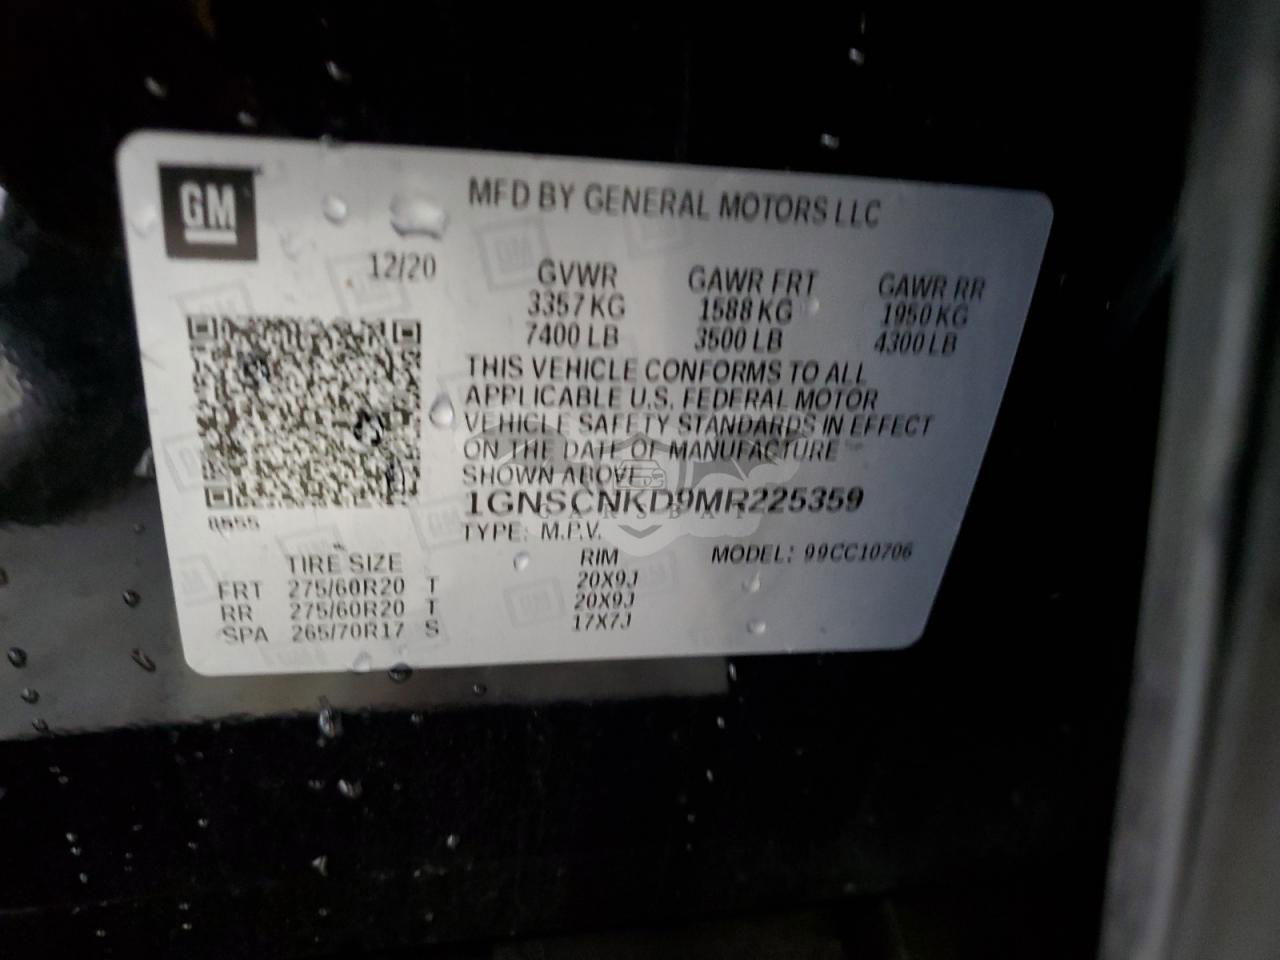 GM
MFD BY GENERAL MOTORS LLC
12/20
GVWR GAWR FRT GAWR RR
3357 KG 1588 KG 1950 KG
7400 LB 3500 LB 4300 LB
THIS VEHICLE CONFORMS TO ALL
APPLICABLE U.S. FEDERAL MOTOR
VEHICLE SAFETY STANDARDS IN EFFECT
ON THE DATE OF MANUFACTURE
SHOWN ABOVE
1GNSCNKD9MR225359
CARSBAT
8555
TYPE: M.P.V.
TIRE SIZE RIM MODEL: 99CC10706
FRT 275/60R20 T 20X9J
RR 275/60R20 T 20X9J
SPA 265/70R17 S 17X7J